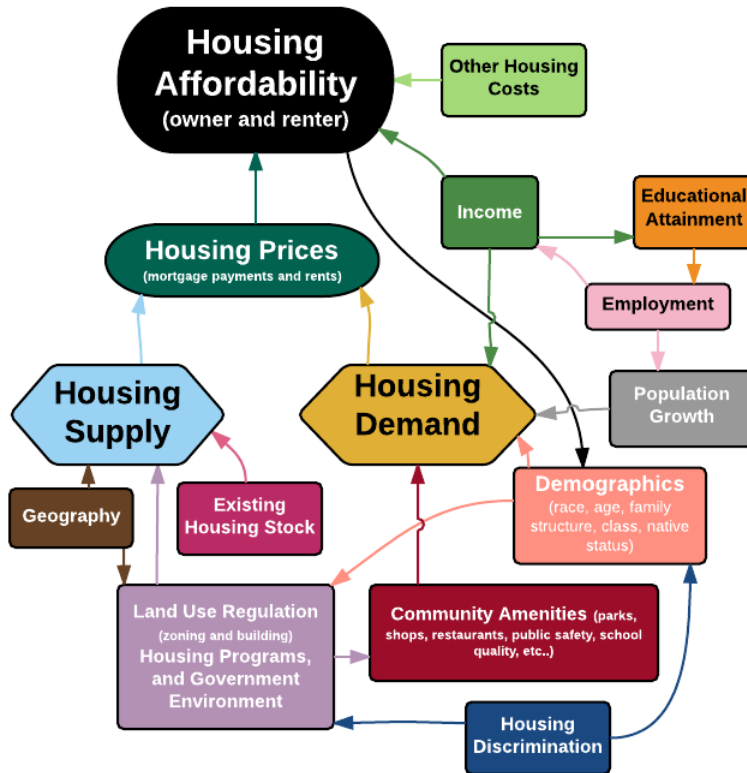 Housing
Affordability
(owner and renter)
Other Housing
Costs
Income
Educational
Attainment
Housing Prices
(mortgage payments and rents)
Employment
Housing
Supply
Housing
Demand
Population
Growth
Geography
Existing
Housing Stock
Demographics
(race, age, family
structure, class, native
status)
Land Use Regulation
(zoning and building)
Housing Programs,
and Government
Environment
Community Amenities (parks,
shops, restaurants, public safety, school
quality, etc..)
Housing
Discrimination